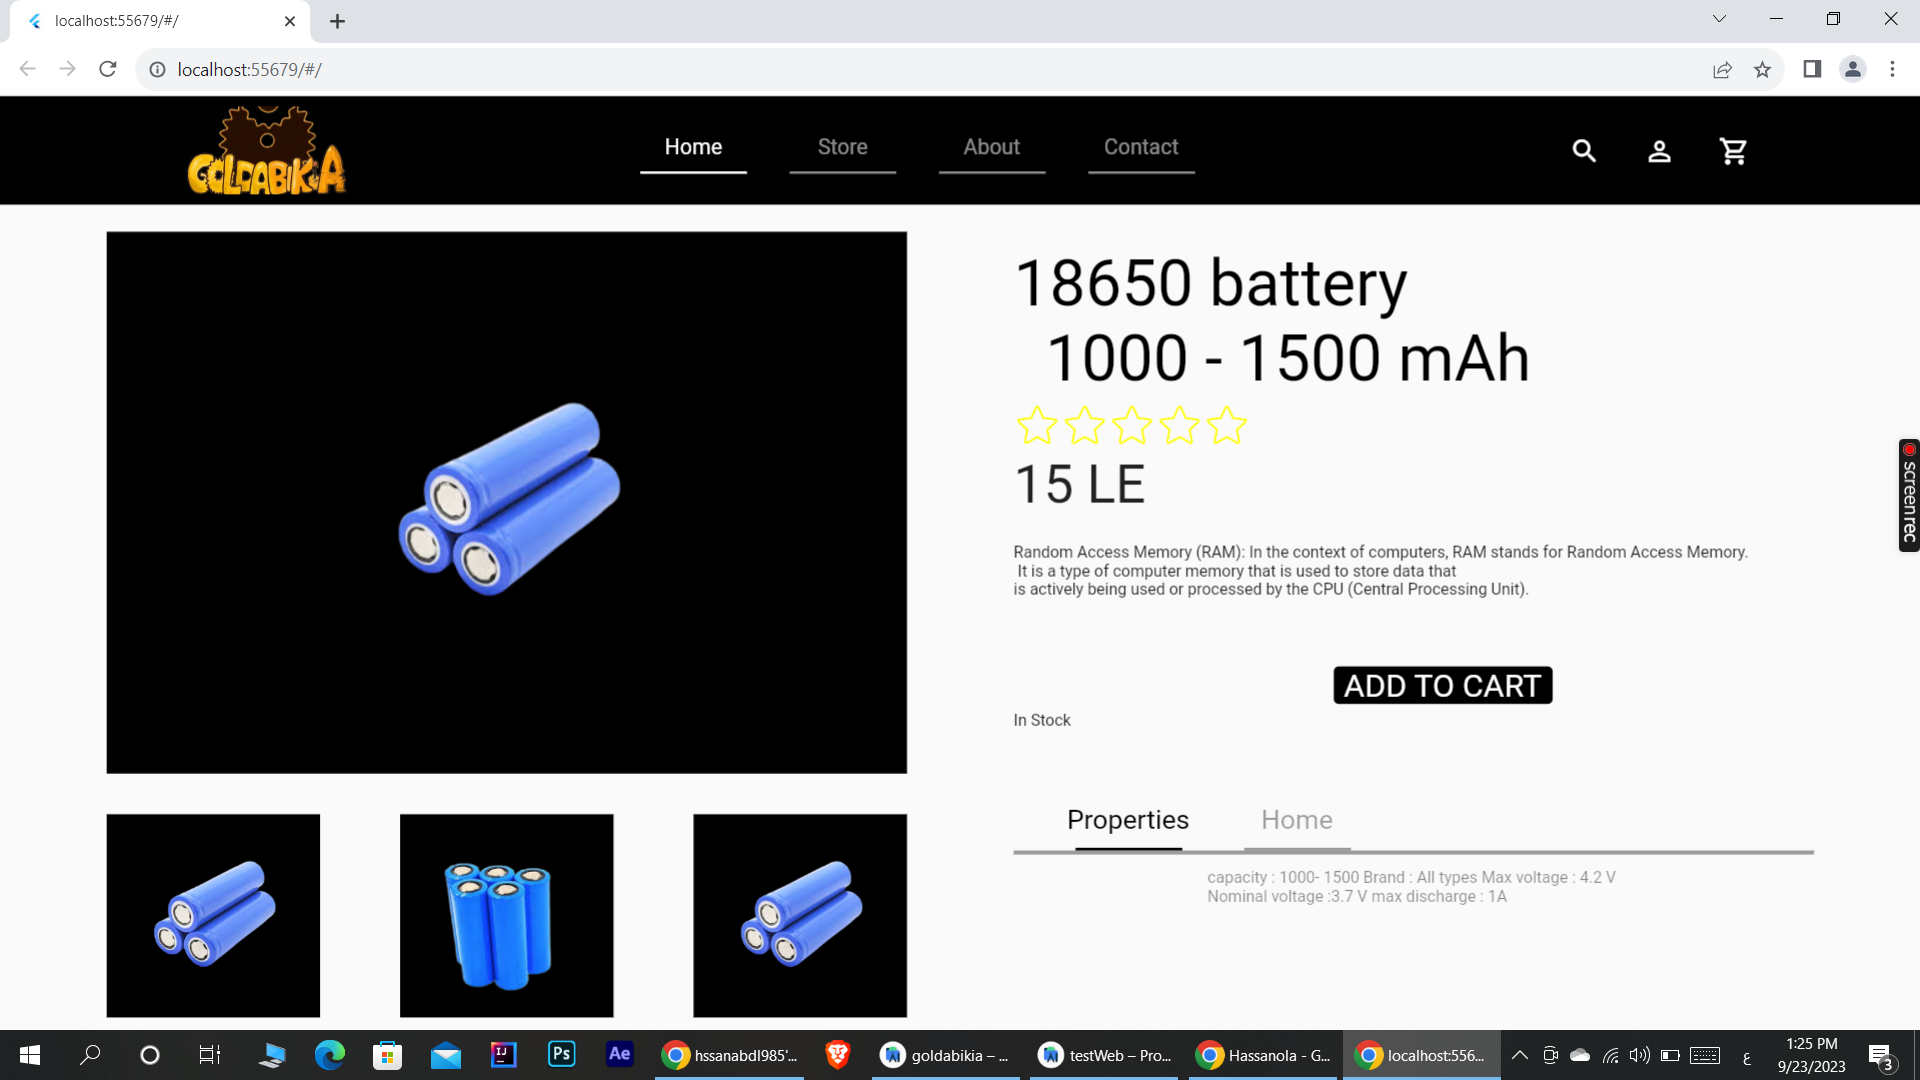 localhost:55679/#/
localhost:55679/#/
GOLDABIKIA
Home
Store
About
Contact
18650 battery
1000 - 1500 mAh
15 LE
Random Access Memory (RAM): In the context of computers, RAM stands for Random Access Memory.
It is a type of computer memory that is used to store data that
is actively being used or processed by the CPU (Central Processing Unit).
ADD TO CART
In Stock
Properties
Home
capacity : 1000- 1500 Brand : All types Max voltage : 4.2 V
Nominal voltage :3.7 V max discharge : 1A
screenrec
IJ
Ps
Ae
hssanabdl985'...
goldabikia – ...
testWeb – Pro...
Hassanola - G...
localhost:556...
ع
1:25 PM
9/23/2023
3